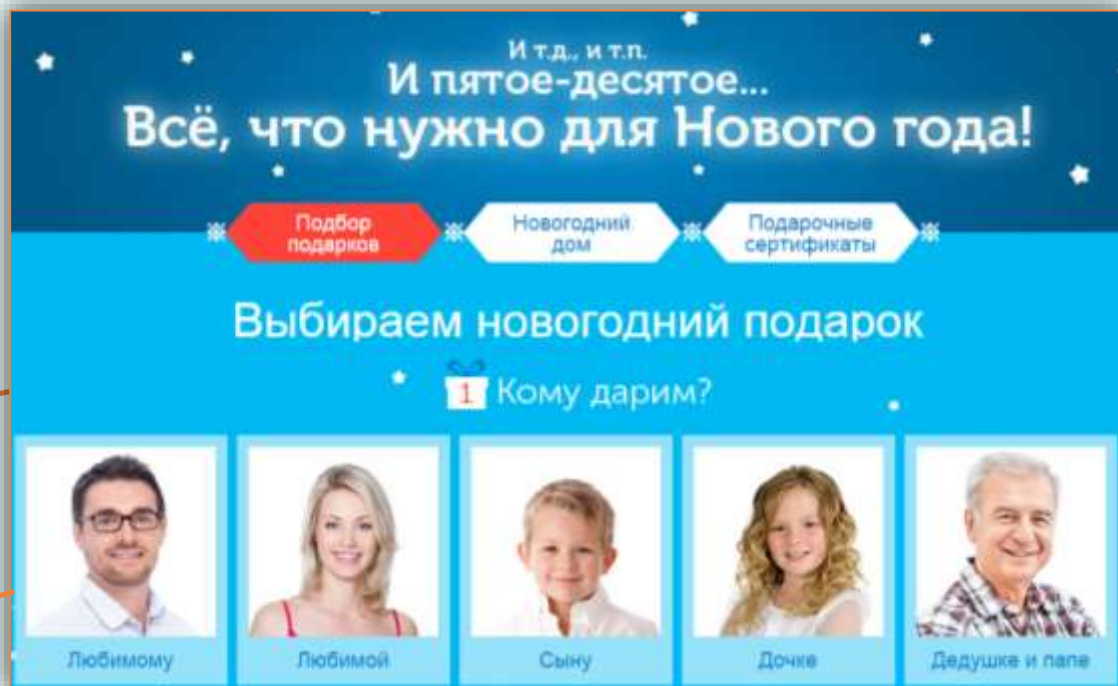 И т.д., и т.п.
И пятое-десятое...
Всё, что нужно для Нового года!
Подбор
подарков
Новогодний
дом
Подарочные
сертификаты
Выбираем новогодний подарок
1 Кому дарим?
Любимому
Любимой
Сыну
Дочке
Дедушке и папе